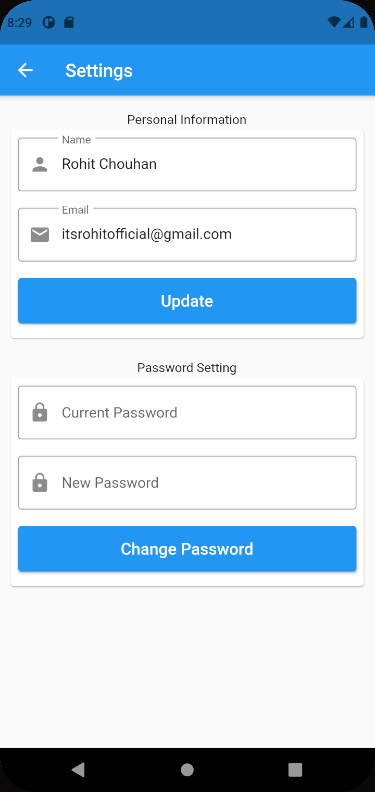 8:29
Settings
Personal Information
Name
Rohit Chouhan
Email
itsrohitofficial@gmail.com
Update
Password Setting
Current Password
New Password
Change Password